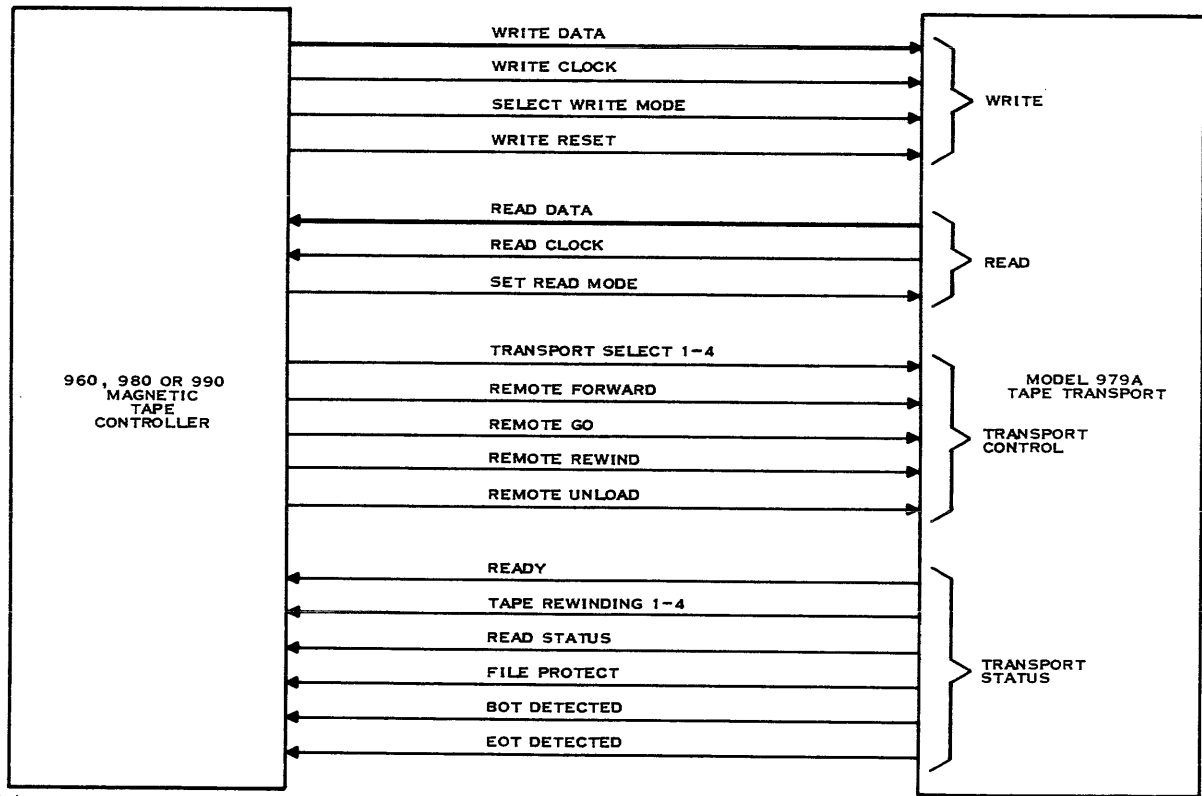 WRITE DATA
WRITE CLOCK
SELECT WRITE MODE
WRITE RESET
WRITE
READ DATA
READ CLOCK
SET READ MODE
READ
960, 980 OR 990
MAGNETIC
TAPE
CONTROLLER
TRANSPORT SELECT 1-4
REMOTE FORWARD
REMOTE GO
REMOTE REWIND
REMOTE UNLOAD
MODEL 979A
TAPE TRANSPORT
TRANSPORT
CONTROL
READY
TAPE REWINDING 1-4
READ STATUS
FILE PROTECT
BOT DETECTED
EOT DETECTED
TRANSPORT
STATUS